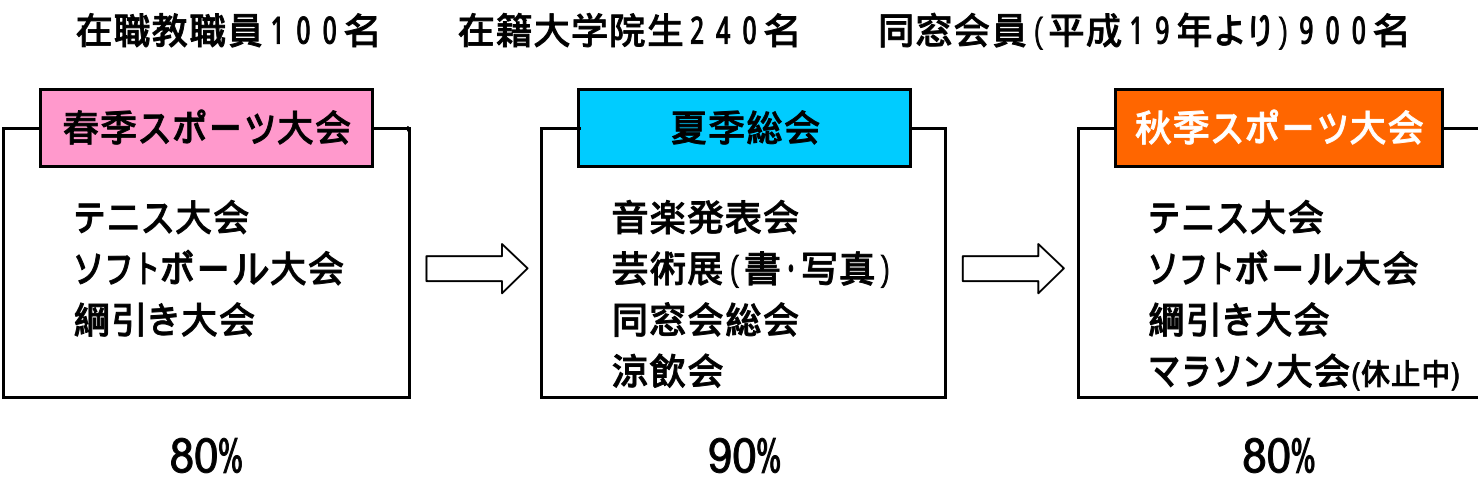 在職教職員100名 在籍大学院生240名 同窓会員(平成19年より)900名
春季スポーツ大会
テニス大会
ソフトボール大会
綱引き大会
80%
夏季総会
音楽発表会
芸術展(書・写真)
同窓会総会
涼飲会
90%
秋季スポーツ大会
テニス大会
ソフトボール大会
綱引き大会
マラソン大会(休止中)
80%